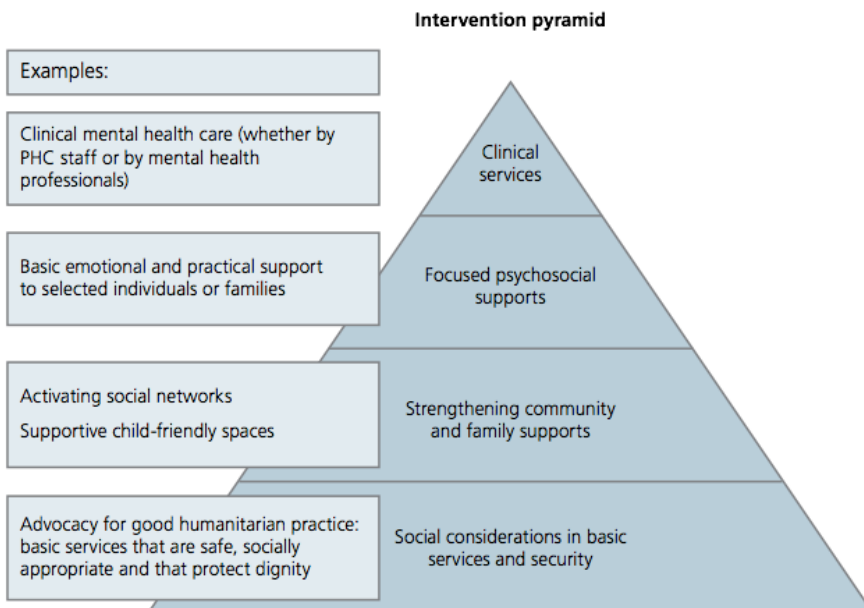 Intervention pyramid
Examples:
Clinical mental health care (whether by
PHC staff or by mental health
professionals)
Clinical
services
Basic emotional and practical support
to selected individuals or families
Focused psychosocial
supports
Activating social networks
Supportive child-friendly spaces
Strengthening community
and family supports
Advocacy for good humanitarian practice:
basic services that are safe, socially
appropriate and that protect dignity
Social considerations in basic
services and security